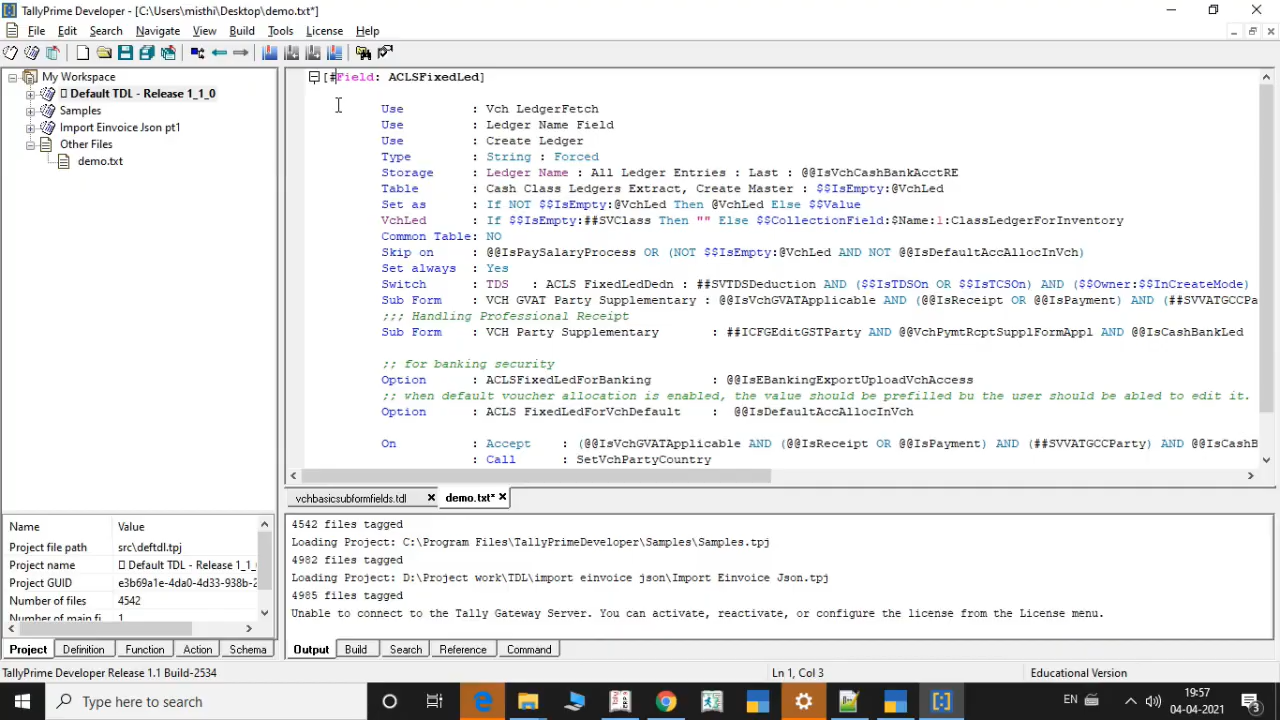 TallyPrime Developer - [C:\Users\misthi\Desktop\demo.txt*]
File Edit Search Navigate View Build Tools License Help
My Workspace
Default TDL - Release 1_1_0
Samples
Import Einvoice Json pt1
Other Files
demo.txt
[#Field: ACLSFixedLed]
Use : Vch LedgerFetch
Use : Ledger Name Field
Use : Create Ledger
Type : String : Forced
Storage : Ledger Name : All Ledger Entries : Last : @@IsVchCashBankAcctRE
Table : Cash Class Ledgers Extract, Create Master : $$IsEmpty:@VchLed
Set as : If NOT $$IsEmpty:@VchLed Then @VchLed Else $$Value
VchLed : If $$IsEmpty:##SVClass Then "" Else $$CollectionField:$Name:1:ClassLedgerForInventory
Common Table: NO
Skip on : @@IsPaySalaryProcess OR (NOT $$IsEmpty:@VchLed AND NOT @@IsDefaultAccAllocInVch)
Set always : Yes
Switch : TDS : ACLS FixedLedDedn : ##SVTDSDeduction AND ($$IsTDSOn OR $$IsTCSOn) AND ($$Owner:$$InCreateMode)
Sub Form : VCH GVAT Party Supplementary : @@IsVchGVATApplicable AND (@@IsReceipt OR @@IsPayment) AND (##SVVATGCCPa
;;; Handling Professional Receipt
Sub Form : VCH Party Supplementary : ##ICFGEditGSTParty AND @@VchPymtRcptSupplFormAppl AND @@IsCashBankLed
;; for banking security
Option : ACLSFixedLedForBanking : @@IsEBankingExportUploadVchAccess
;; when default voucher allocation is enabled, the value should be prefilled bu the user should be abled to edit it.
Option : ACLS FixedLedForVchDefault : @@IsDefaultAccAllocInVch
On : Accept : (@@IsVchGVATApplicable AND (@@IsReceipt OR @@IsPayment) AND (##SVVATGCCParty) AND @@IsCashB
: Call : SetVchPartyCountry
vchbasicsubformfields.tdl demo.txt*
Name Value
Project file path src\deftdl.tpj
Project name Default TDL - Release 1_1_0
Project GUID e3b69a1e-4da0-4d33-938b-2
Number of files 4542
Number of main fi 1
Project Definition Function Action Schema
4542 files tagged
Loading Project: C:\Program Files\TallyPrimeDeveloper\Samples\Samples.tpj
4982 files tagged
Loading Project: D:\Project work\TDL\import einvoice json\Import Einvoice Json.tpj
4985 files tagged
Unable to connect to the Tally Gateway Server. You can activate, reactivate, or configure the license from the License menu.
Output Build Search Reference Command
TallyPrime Developer Release 1.1 Build-2534 Ln 1, Col 3 Educational Version
Type here to search
EN
19:57
04-04-2021
3